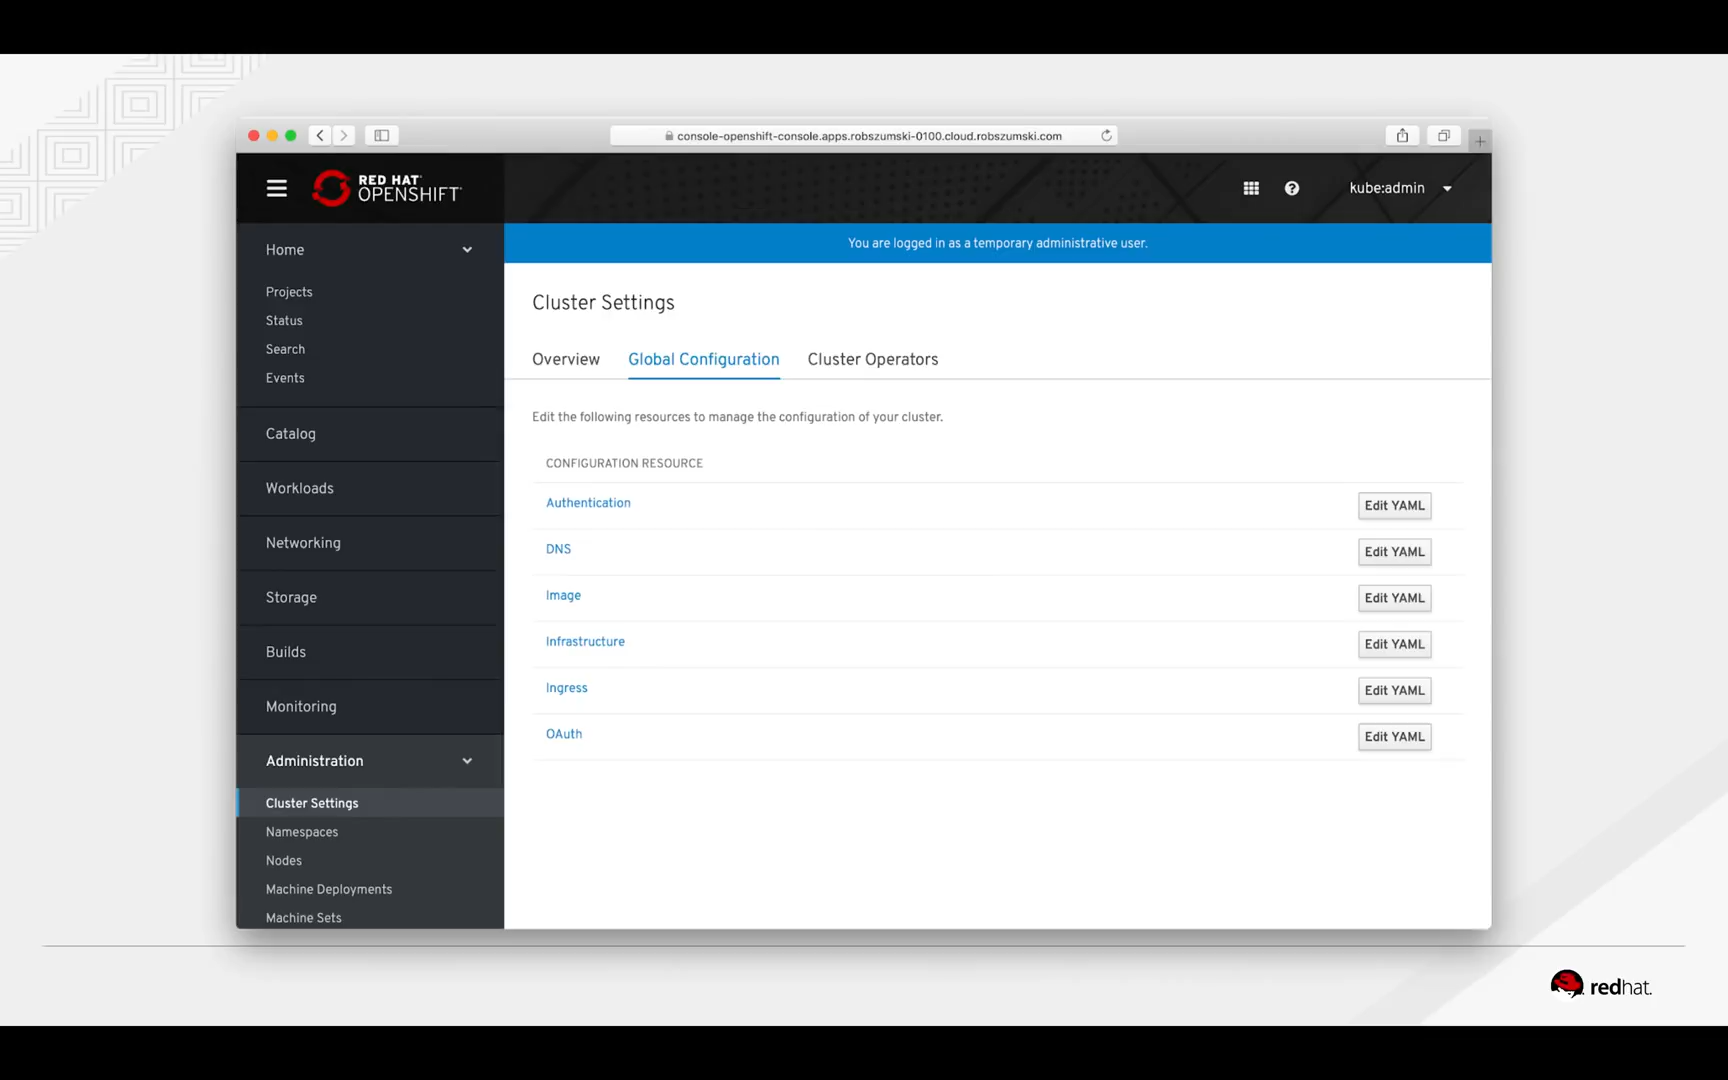 console-openshift-console.apps.robszumski-0100.cloud.robszumski.com
RED HAT
OPENSHIFT
kube:admin
You are logged in as a temporary administrative user.
Home
Projects
Status
Search
Events
Catalog
Workloads
Networking
Storage
Builds
Monitoring
Administration
Cluster Settings
Namespaces
Nodes
Machine Deployments
Machine Sets
Cluster Settings
Overview Global Configuration Cluster Operators
Edit the following resources to manage the configuration of your cluster.
CONFIGURATION RESOURCE
Authentication Edit YAML
DNS Edit YAML
Image Edit YAML
Infrastructure Edit YAML
Ingress Edit YAML
OAuth Edit YAML
redhat.